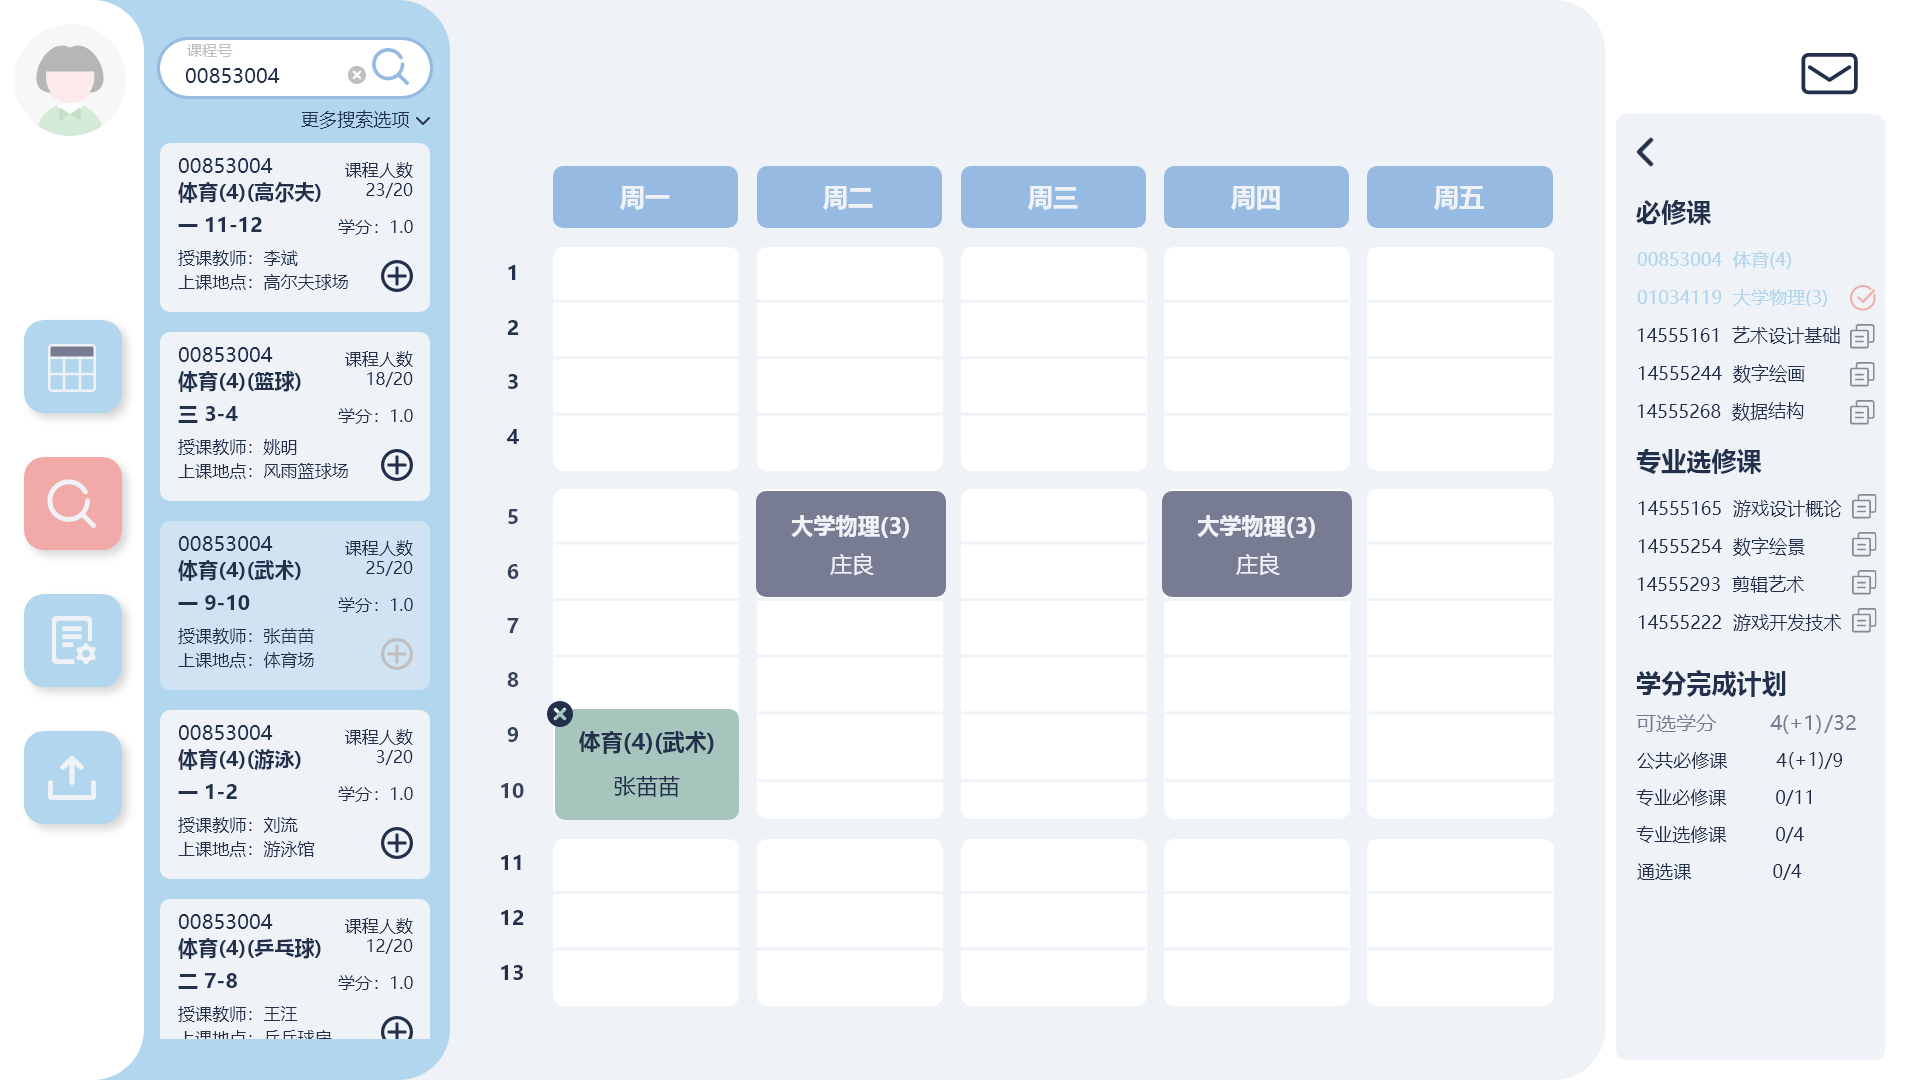 课程号
00853004
更多搜索选项
00853004
体育(4)(高尔夫)
课程人数
23/20
一 11-12
学分：1.0
授课教师：李斌
上课地点：高尔夫球场
00853004
体育(4)(篮球)
课程人数
18/20
三 3-4
学分：1.0
授课教师：姚明
上课地点：风雨篮球场
00853004
体育(4)(武术)
课程人数
25/20
一 9-10
学分：1.0
授课教师：张苗苗
上课地点：体育场
00853004
体育(4)(游泳)
课程人数
3/20
一 1-2
学分：1.0
授课教师：刘流
上课地点：游泳馆
00853004
体育(4)(乒乓球)
课程人数
12/20
二 7-8
学分：1.0
授课教师：王汪
上课地点：乒乓球房
周一 周二 周三 周四 周五
1
2
3
4
5
6
7
8
9
10
11
12
13
大学物理(3)
庄良
大学物理(3)
庄良
体育(4)(武术)
张苗苗
必修课
00853004 体育(4)
01034119 大学物理(3)
14555161 艺术设计基础
14555244 数字绘画
14555268 数据结构
专业选修课
14555165 游戏设计概论
14555254 数字绘景
14555293 剪辑艺术
14555222 游戏开发技术
学分完成计划
可选学分 4(+1)/32
公共必修课 4(+1)/9
专业必修课 0/11
专业选修课 0/4
通选课 0/4